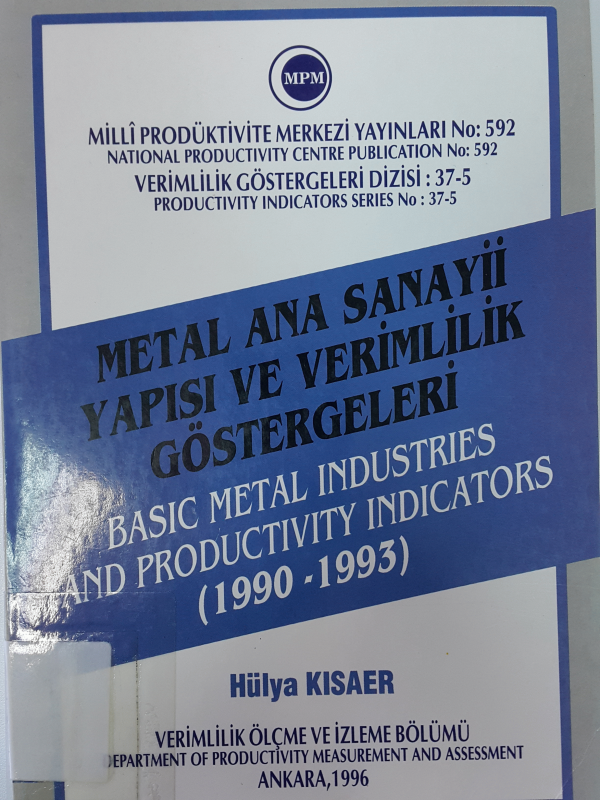 MPM
MİLLÎ PRODÜKTİVİTE MERKEZİ YAYINLARI No: 592
NATIONAL PRODUCTIVITY CENTRE PUBLICATION No: 592
VERİMLİLİK GÖSTERGELERİ DİZİSİ : 37-5
PRODUCTIVITY INDICATORS SERIES No : 37-5
METAL ANA SANAYİİ
YAPISI VE VERİMLİLİK
GÖSTERGELERİ
BASIC METAL INDUSTRIES
AND PRODUCTIVITY INDICATORS
(1990 -1993)
Hülya KISAER
VERİMLİLİK ÖLÇME VE İZLEME BÖLÜMÜ
DEPARTMENT OF PRODUCTIVITY MEASUREMENT AND ASSESSMENT
ANKARA,1996